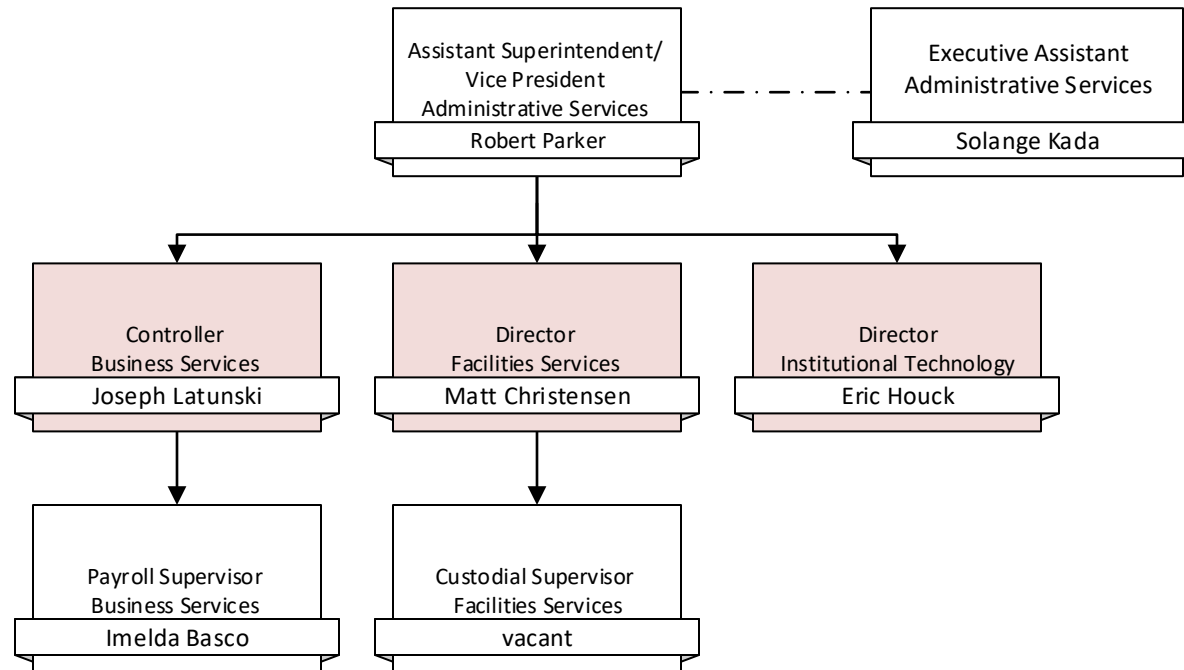 Assistant Superintendent/
Vice President
Administrative Services
Robert Parker
Executive Assistant
Administrative Services
Solange Kada
Controller
Business Services
Joseph Latunski
Director
Facilities Services
Matt Christensen
Director
Institutional Technology
Eric Houck
Payroll Supervisor
Business Services
Imelda Basco
Custodial Supervisor
Facilities Services
vacant